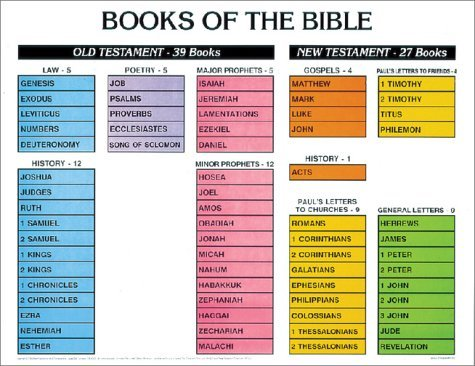 BOOKS OF THE BIBLE
OLD TESTAMENT - 39 Books
LAW - 5
GENESIS
EXODUS
LEVITICUS
NUMBERS
DEUTERONOMY
HISTORY - 12
JOSHUA
JUDGES
RUTH
1 SAMUEL
2 SAMUEL
1 KINGS
2 KINGS
1 CHRONICLES
2 CHRONICLES
EZRA
NEHEMIAH
ESTHER
POETRY - 5
JOB
PSALMS
PROVERBS
ECCLESIASTES
SONG OF SOLOMON
MAJOR PROPHETS - 5
ISAIAH
JEREMIAH
LAMENTATIONS
EZEKIEL
DANIEL
MINOR PROPHETS - 12
HOSEA
JOEL
AMOS
OBADIAH
JONAH
MICAH
NAHUM
HABAKKUK
ZEPHANIAH
HAGGAI
ZECHARIAH
MALACHI
NEW TESTAMENT - 27 Books
GOSPELS - 4
MATTHEW
MARK
LUKE
JOHN
HISTORY - 1
ACTS
PAUL'S LETTERS
TO CHURCHES - 9
ROMANS
1 CORINTHIANS
2 CORINTHIANS
GALATIANS
EPHESIANS
PHILIPPIANS
COLOSSIANS
1 THESSALONIANS
2 THESSALONIANS
PAUL'S LETTERS TO FRIENDS - 4
1 TIMOTHY
2 TIMOTHY
TITUS
PHILEMON
GENERAL LETTERS - 9
HEBREWS
JAMES
1 PETER
2 PETER
1 JOHN
2 JOHN
3 JOHN
JUDE
REVELATION